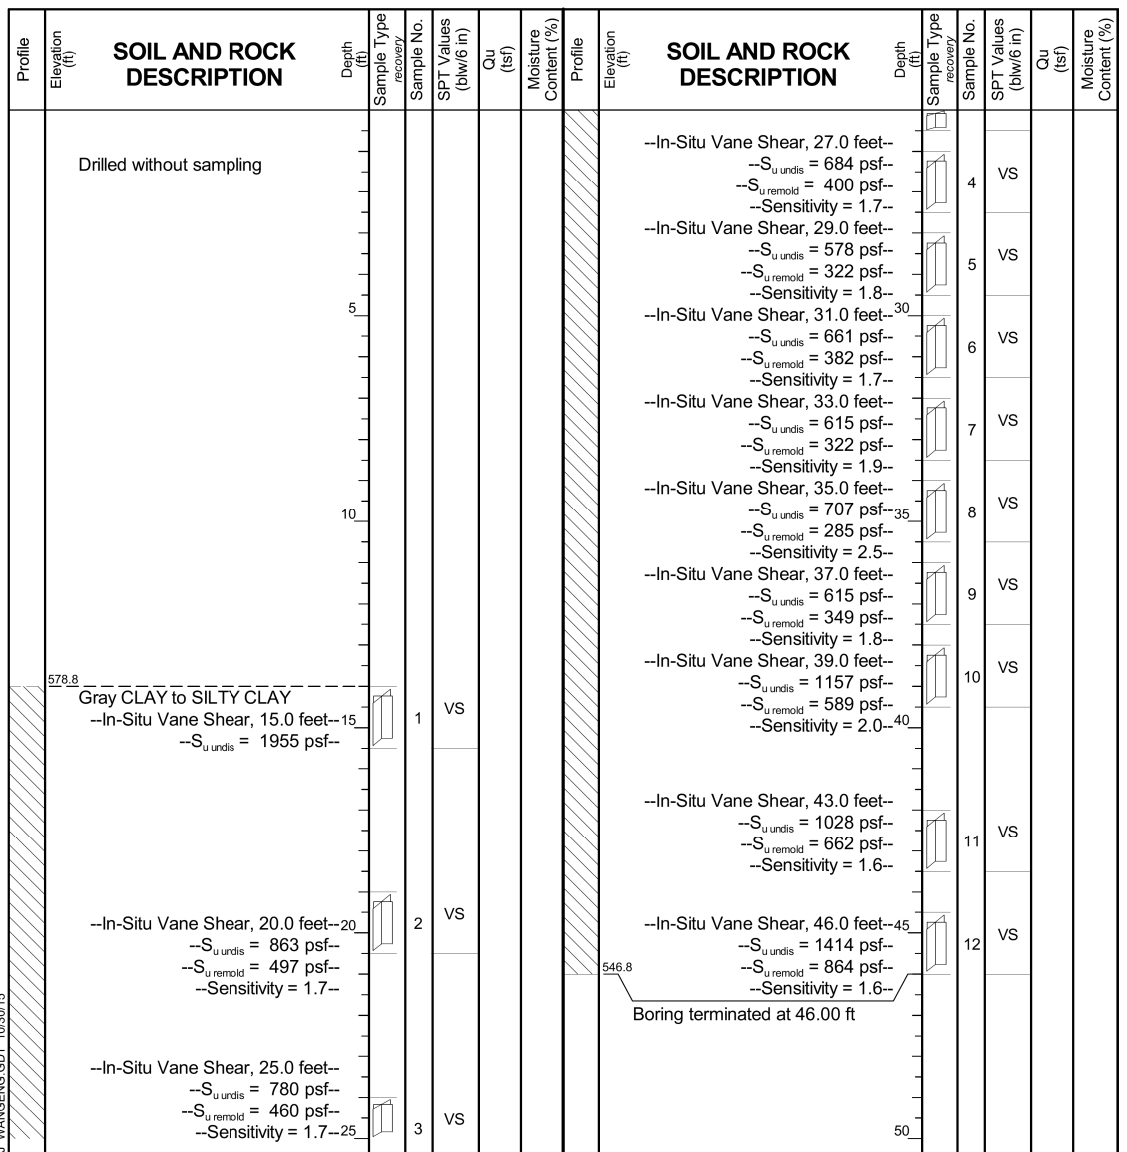 Profile
Elevation
(ft)
SOIL AND ROCK
DESCRIPTION
Depth
(ft)
Sample Type
recovery
Sample No.
SPT Values
(blw/6 in)
Qu
(tsf)
Moisture
Content (%)
Drilled without sampling
5
10
578.8
Gray CLAY to SILTY CLAY
--In-Situ Vane Shear, 15.0 feet--15
--Su undis = 1955 psf--
1
VS
--In-Situ Vane Shear, 20.0 feet--20
--Su undis = 863 psf--
--Su remold = 497 psf--
--Sensitivity = 1.7--
2
VS
--In-Situ Vane Shear, 25.0 feet--
--Su undis = 780 psf--
--Su remold = 460 psf--
--Sensitivity = 1.7--25
3
VS
WANGENG.GDT 10/30/15
Profile
Elevation
(ft)
SOIL AND ROCK
DESCRIPTION
Depth
(ft)
Sample Type
recovery
Sample No.
SPT Values
(blw/6 in)
Qu
(tsf)
Moisture
Content (%)
--In-Situ Vane Shear, 27.0 feet--
--Su undis = 684 psf--
--Su remold = 400 psf--
--Sensitivity = 1.7--
4
VS
--In-Situ Vane Shear, 29.0 feet--
--Su undis = 578 psf--
--Su remold = 322 psf--
--Sensitivity = 1.8--
5
VS
30
--In-Situ Vane Shear, 31.0 feet--
--Su undis = 661 psf--
--Su remold = 382 psf--
--Sensitivity = 1.7--
6
VS
--In-Situ Vane Shear, 33.0 feet--
--Su undis = 615 psf--
--Su remold = 322 psf--
--Sensitivity = 1.9--
7
VS
--In-Situ Vane Shear, 35.0 feet--
--Su undis = 707 psf--35
--Su remold = 285 psf--
--Sensitivity = 2.5--
8
VS
--In-Situ Vane Shear, 37.0 feet--
--Su undis = 615 psf--
--Su remold = 349 psf--
--Sensitivity = 1.8--
9
VS
--In-Situ Vane Shear, 39.0 feet--
--Su undis = 1157 psf--
--Su remold = 589 psf--
--Sensitivity = 2.0--40
10
VS
--In-Situ Vane Shear, 43.0 feet--
--Su undis = 1028 psf--
--Su remold = 662 psf--
--Sensitivity = 1.6--
11
VS
--In-Situ Vane Shear, 46.0 feet--45
--Su undis = 1414 psf--
--Su remold = 864 psf--
--Sensitivity = 1.6--
12
VS
546.8
Boring terminated at 46.00 ft
50